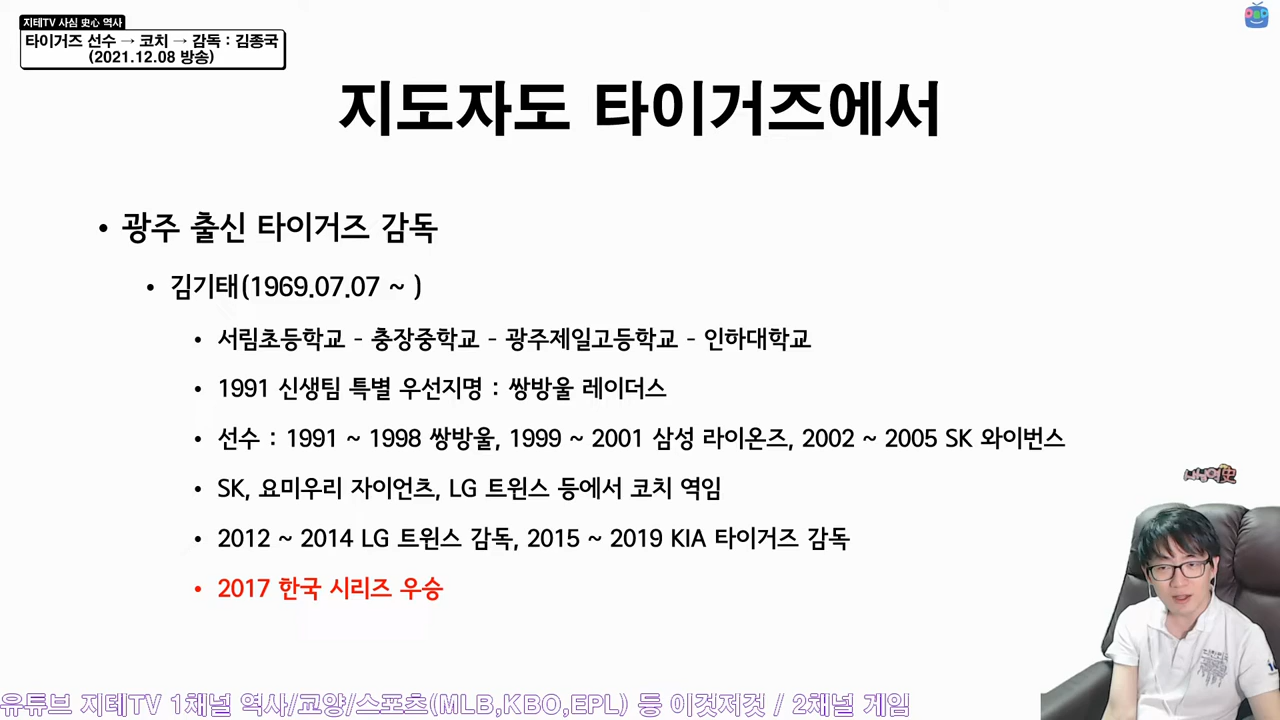 지테TV 사심 史心 역사
타이거즈 선수 → 코치 → 감독 : 김종국
(2021.12.08 방송)
지도자도 타이거즈에서
• 광주 출신 타이거즈 감독
• 김기태(1969.07.07 ~ )
• 서림초등학교 - 충장중학교 - 광주제일고등학교 - 인하대학교
• 1991 신생팀 특별 우선지명 : 쌍방울 레이더스
• 선수 : 1991 ~ 1998 쌍방울, 1999 ~ 2001 삼성 라이온즈, 2002 ~ 2005 SK 와이번스
• SK, 요미우리 자이언츠, LG 트윈스 등에서 코치 역임
• 2012 ~ 2014 LG 트윈스 감독, 2015 ~ 2019 KIA 타이거즈 감독
• 2017 한국 시리즈 우승
사심역史
유튜브 지테TV 1채널 역사/교양/스포츠(MLB,KBO,EPL) 등 이것저것 / 2채널 게임